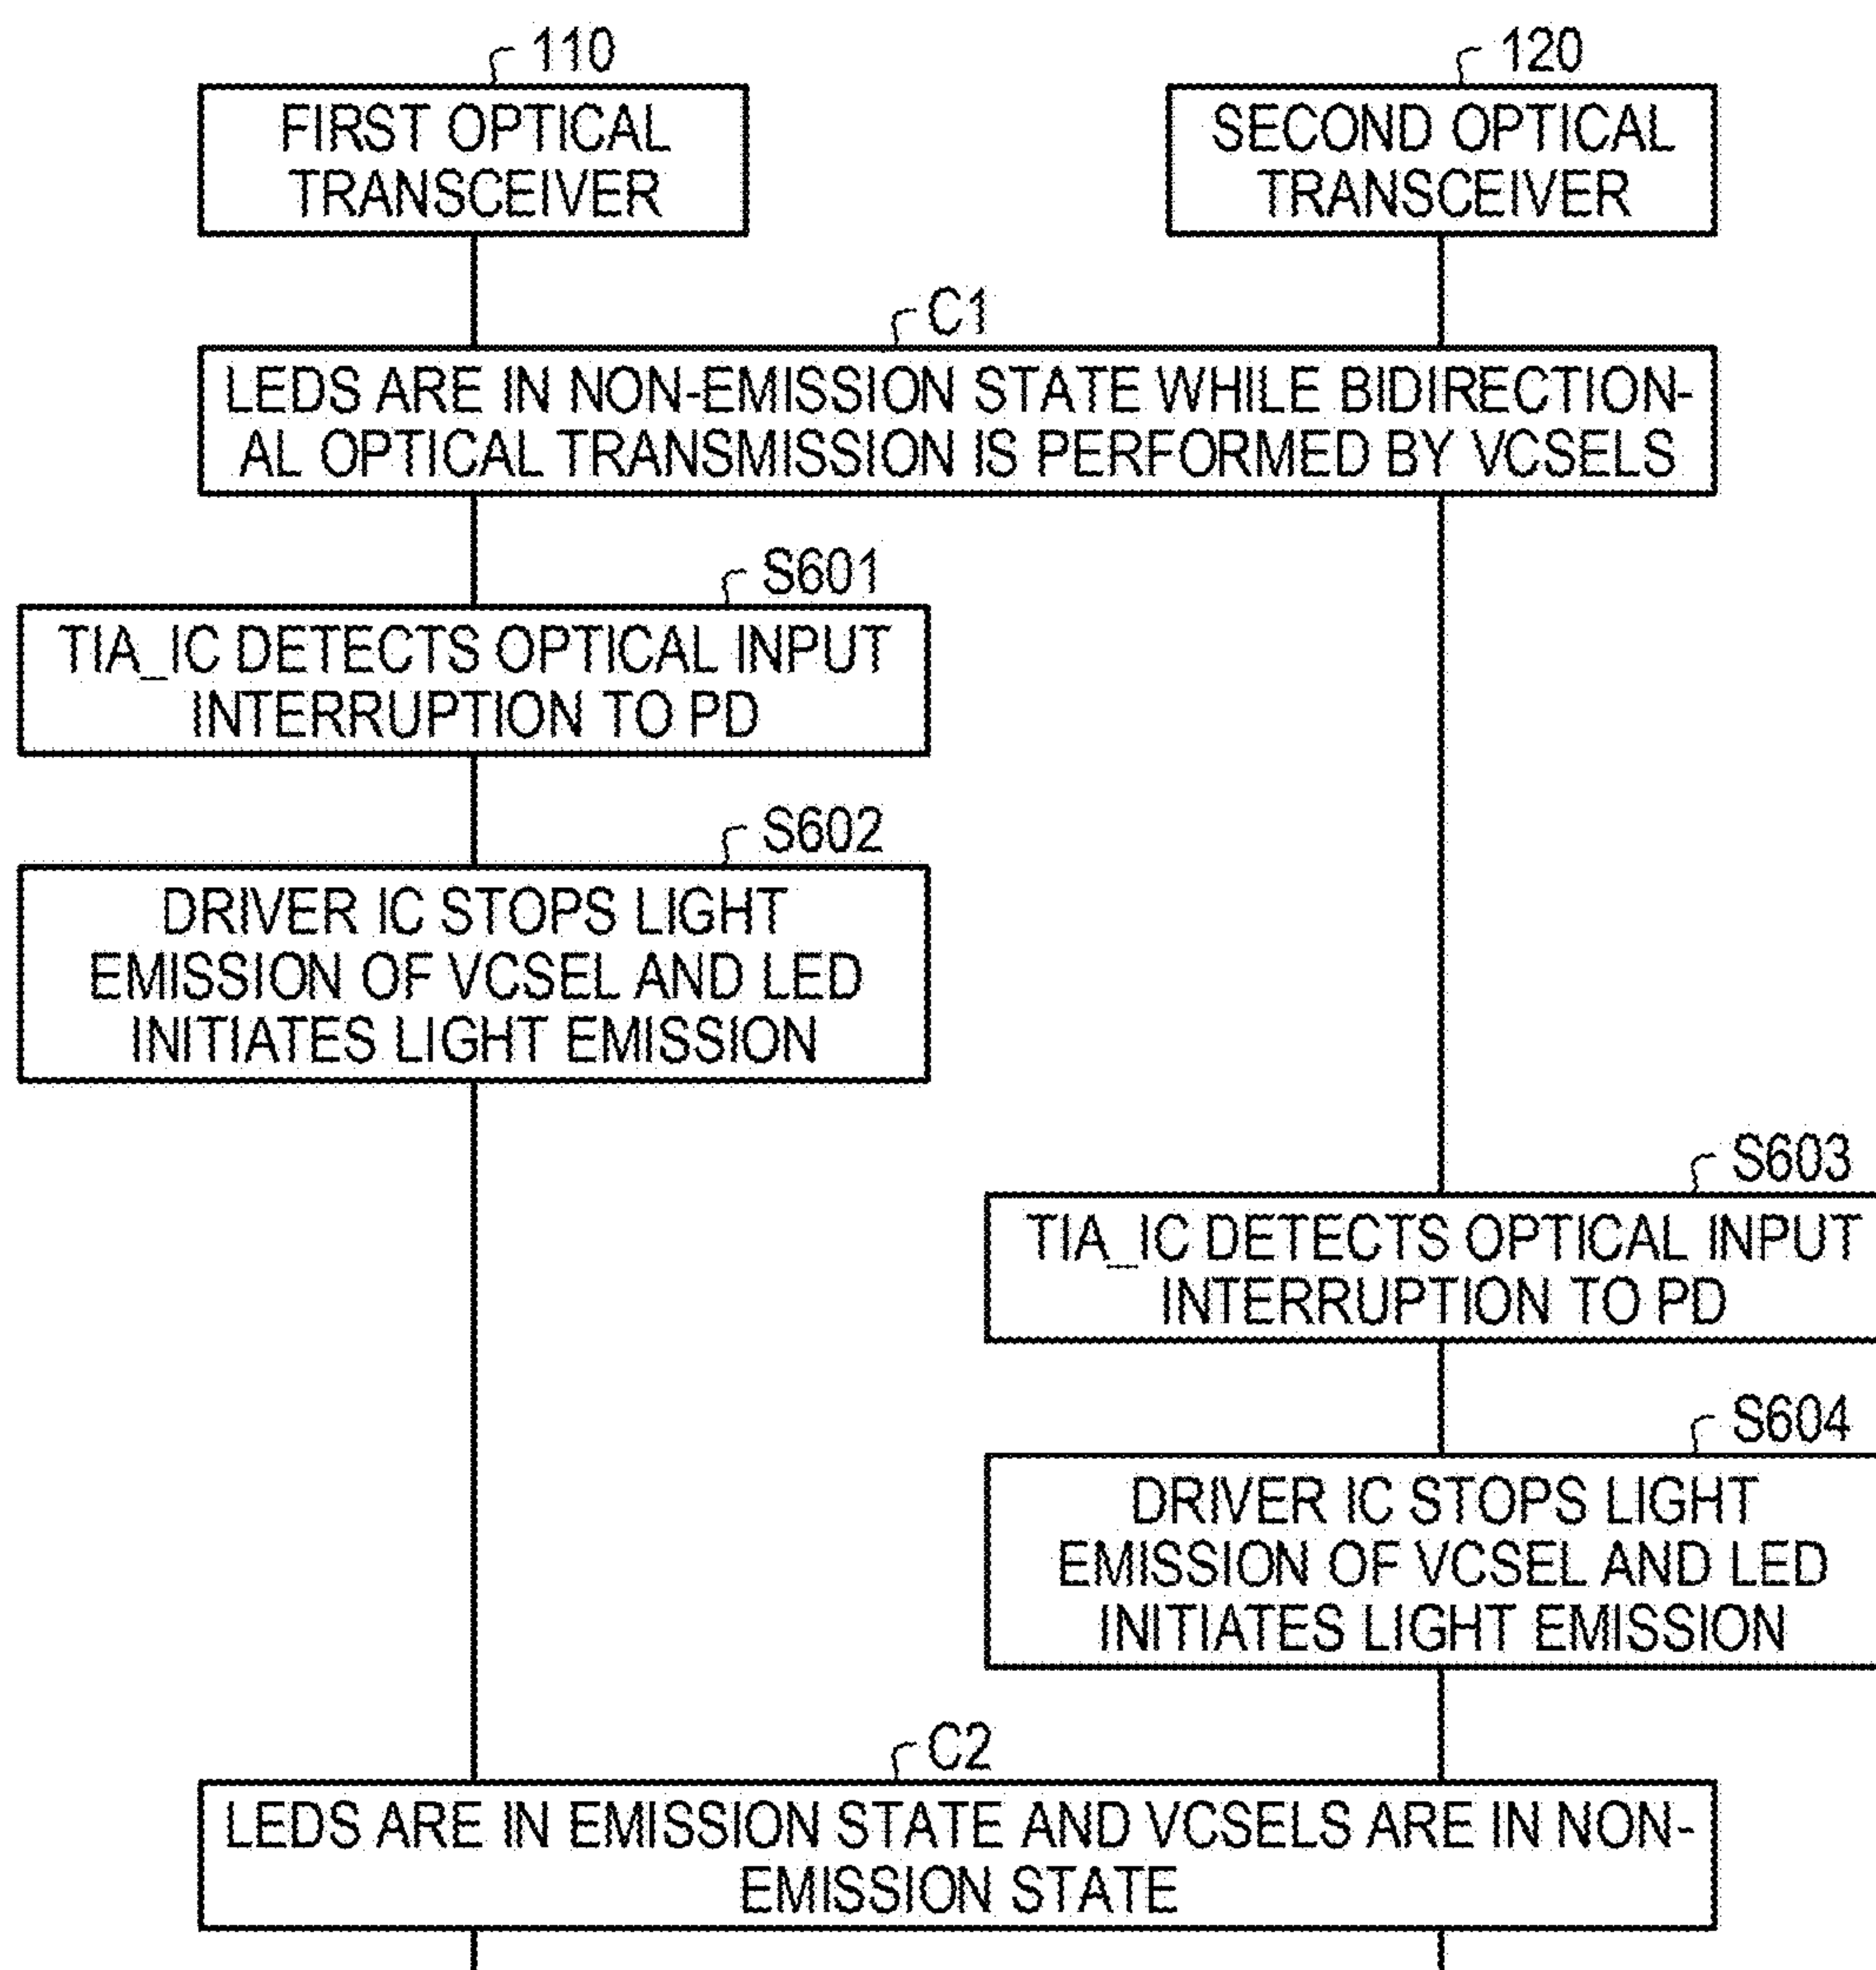 110
FIRST OPTICAL
TRANSCEIVER
120
SECOND OPTICAL
TRANSCEIVER
C1
LEDS ARE IN NON-EMISSION STATE WHILE BIDIRECTION-
AL OPTICAL TRANSMISSION IS PERFORMED BY VCSELS
S601
TIA_IC DETECTS OPTICAL INPUT
INTERRUPTION TO PD
S602
DRIVER IC STOPS LIGHT
EMISSION OF VCSEL AND LED
INITIATES LIGHT EMISSION
S603
TIA_IC DETECTS OPTICAL INPUT
INTERRUPTION TO PD
S604
DRIVER IC STOPS LIGHT
EMISSION OF VCSEL AND LED
INITIATES LIGHT EMISSION
C2
LEDS ARE IN EMISSION STATE AND VCSELS ARE IN NON-
EMISSION STATE